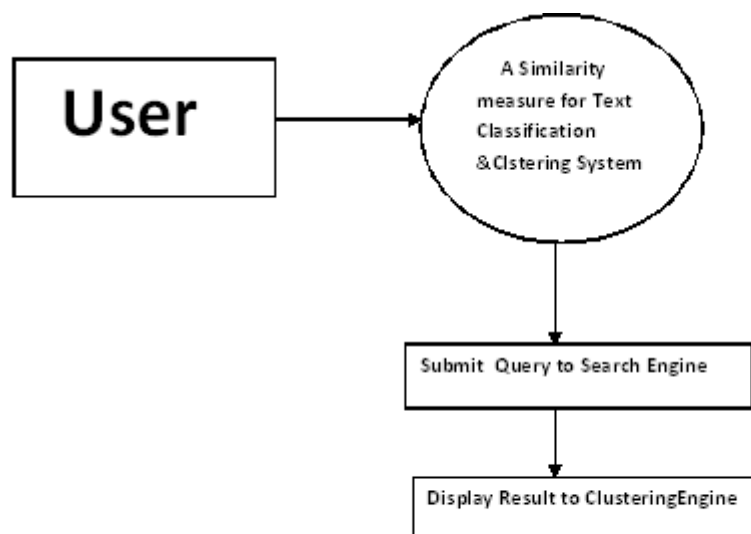 User
A Similarity
measure for Text
Classification
&Clstering System
Submit Query to Search Engine
Display Result to ClusteringEngine